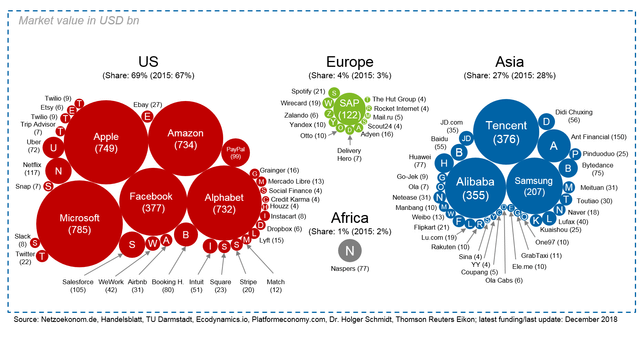 Market value in USD bn
US
(Share: 69% (2015: 67%)
Twilio (9)
Etsy (6)
Twilio (9)
Trip Advisor
(7)
Uber
(72)
Netflix
(117)
Snap (7)
Slack
(8)
Twitter
(22)
Ebay (27)
Apple
(749)
Amazon
(734)
PayPal
(99)
Facebook
(377)
Alphabet
(732)
Microsoft
(785)
Grainger (16)
Mercado Libre (13)
Social Finance (4)
Credit Karma (4)
Houzz (4)
Instacart (8)
Dropbox (6)
Lyft (15)
Salesforce
(105)
WeWork
(42)
Airbnb
(31)
Booking H.
(80)
Intuit
(51)
Square
(23)
Stripe
(20)
Match
(12)
Europe
(Share: 4% (2015: 3%)
Spotify (21)
Wirecard (19)
Zalando (6)
Yandex (10)
Otto (10)
SAP
(122)
The Hut Group (4)
Rocket Internet (4)
Mail.ru (5)
Scout24 (4)
Adyen (16)
Delivery
Hero (7)
Africa
(Share: 1% (2015: 2%)
N
Naspers (77)
Asia
(Share: 27% (2015: 28%)
JD.com
(35)
Baidu
(55)
Huawei
(77)
Go-Jek (9)
Ola (7)
Netease (31)
Manbang (10)
Weibo (13)
Flipkart (21)
Lu.com (19)
Rakuten (10)
Sina (4)
YY (4)
Coupang (5)
Ola Cabs (6)
Tencent
(376)
Alibaba
(355)
Samsung
(207)
Didi Chuxing
(56)
Ant Financial (150)
Pinduoduo (25)
Bytedance
(75)
Meituan (31)
Toutiao (30)
Naver (18)
Lufax (40)
Kuaishou (25)
One97 (10)
GrabTaxi (11)
Ele me (10)
Source: Netzoekonom.de, Handelsblatt, TU Darmstadt, Ecodynamics.io, Platformeconomy.com, Dr. Holger Schmidt, Thomson Reuters Eikon; latest funding/last update: December 2018